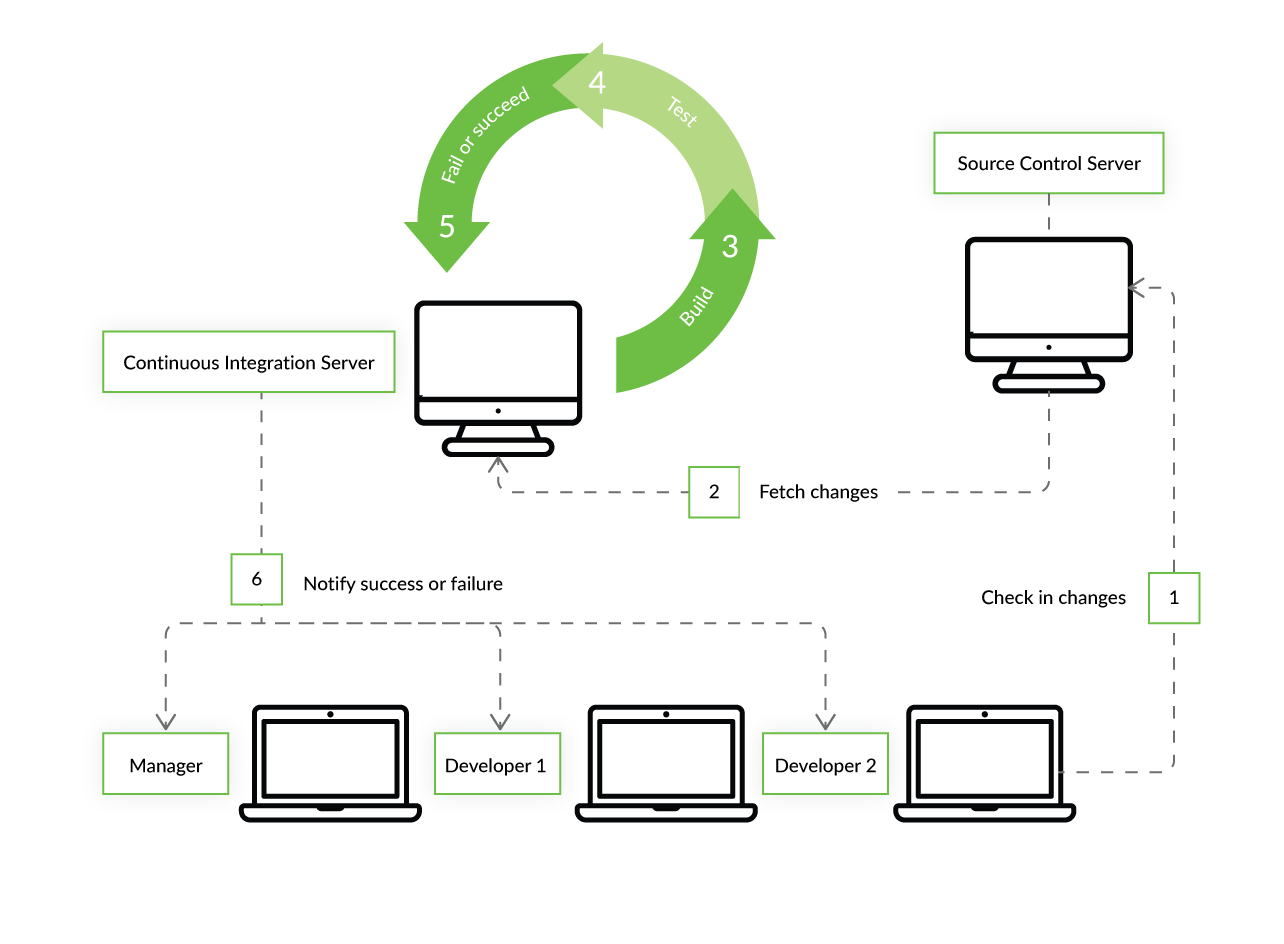 4
Test
Fail or succeed
5
3
Build
Source Control Server
Continuous Integration Server
2
Fetch changes
6
Notify success or failure
Check in changes
1
Manager
Developer 1
Developer 2